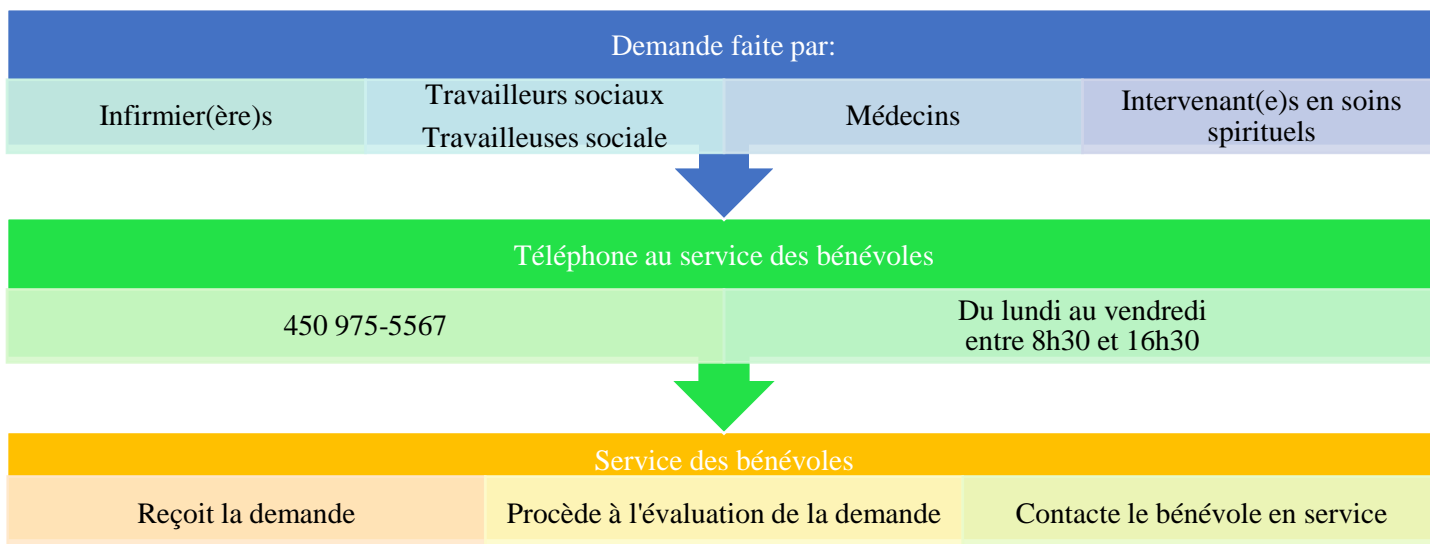 Demande faite par:
Infirmier(ère)s
Travailleurs sociaux
Travailleuses sociale
Médecins
Intervenant(e)s en soins
spirituels
Téléphone au service des bénévoles
450 975-5567
Du lundi au vendredi
entre 8h30 et 16h30
Service des bénévoles
Reçoit la demande
Procède à l'évaluation de la demande
Contacte le bénévole en service